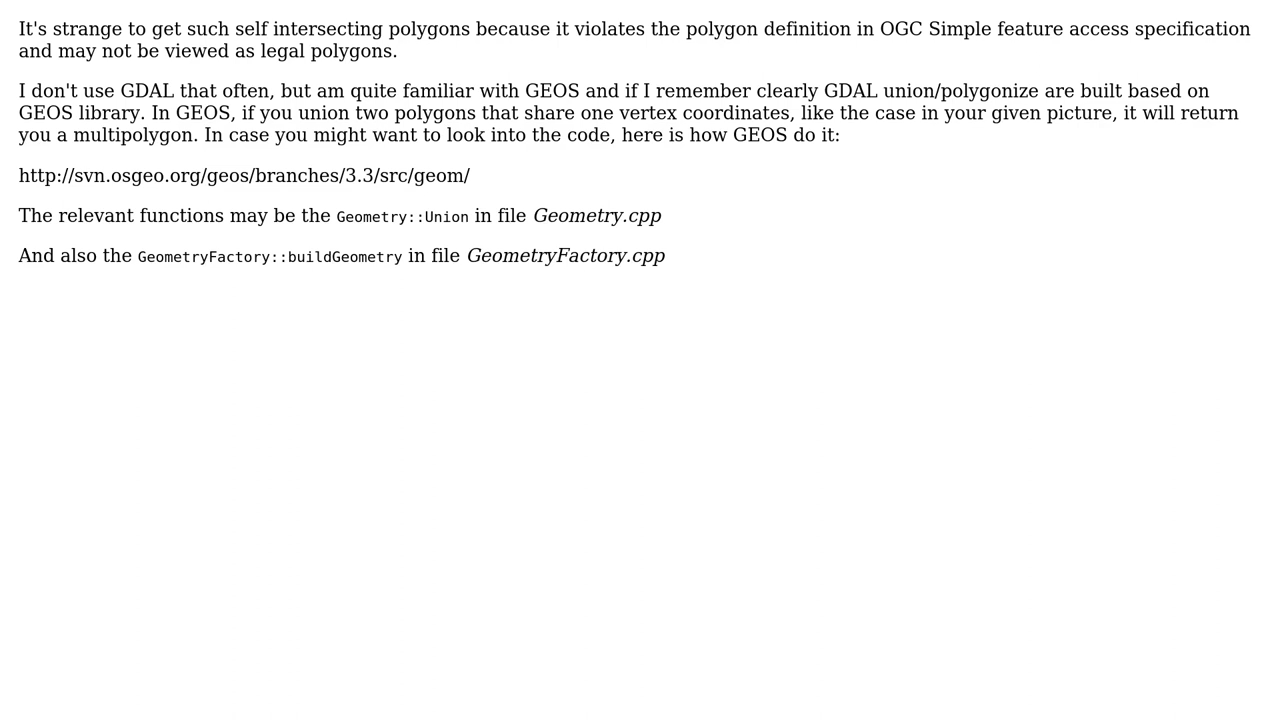 It's strange to get such self intersecting polygons because it violates the polygon definition in OGC Simple feature access specification
and may not be viewed as legal polygons.
I don't use GDAL that often, but am quite familiar with GEOS and if I remember clearly GDAL union/polygonize are built based on
GEOS library. In GEOS, if you union two polygons that share one vertex coordinates, like the case in your given picture, it will return
you a multipolygon. In case you might want to look into the code, here is how GEOS do it:
http://svn.osgeo.org/geos/branches/3.3/src/geom/
The relevant functions may be the Geometry::Union in file Geometry.cpp
And also the GeometryFactory::buildGeometry in file GeometryFactory.cpp